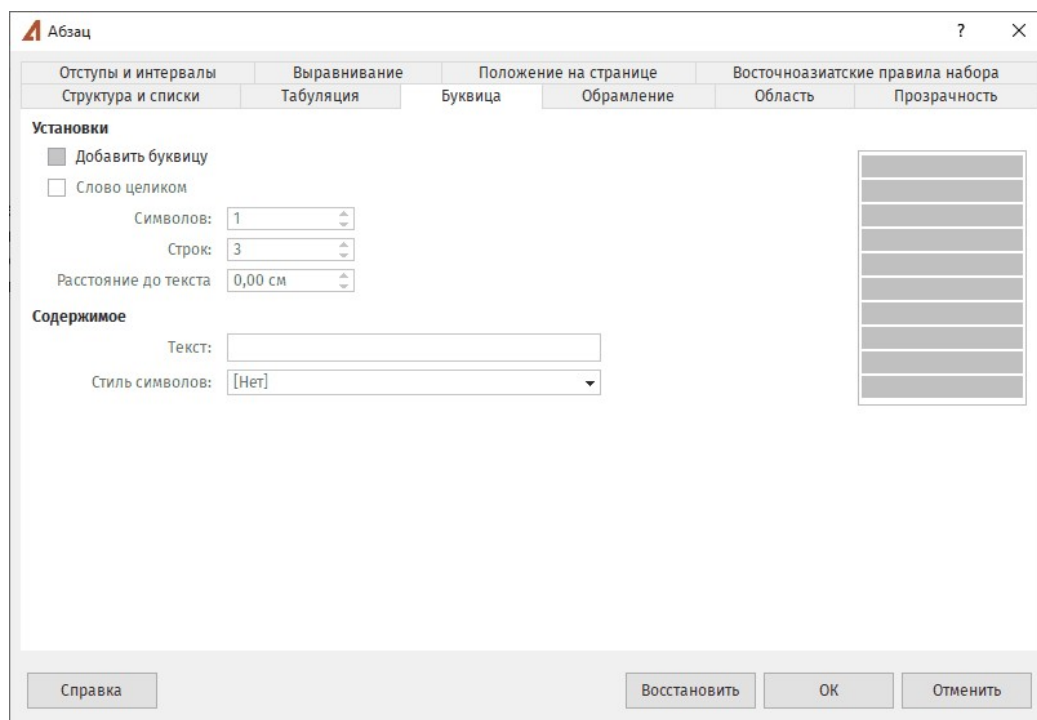 Абзац
Отступы и интервалы Выравнивание Положение на странице Восточноазиатские правила набора
Структура и списки Табуляция Буквица Обрамление Область Прозрачность
Установки
Добавить буквицу
Слово целиком
Символов: 1
Строк: 3
Расстояние до текста 0,00 см
Содержимое
Текст:
Стиль символов: [Нет]
Справка Восстановить ОК Отменить